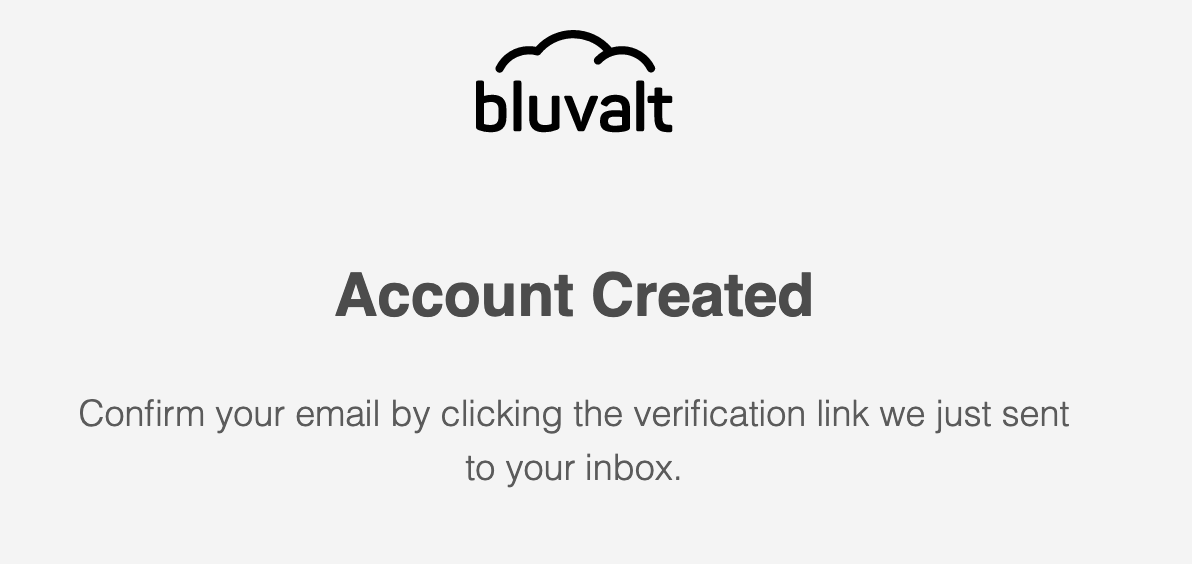 bluvalt
Account Created
Confirm your email by clicking the verification link we just sent
to your inbox.